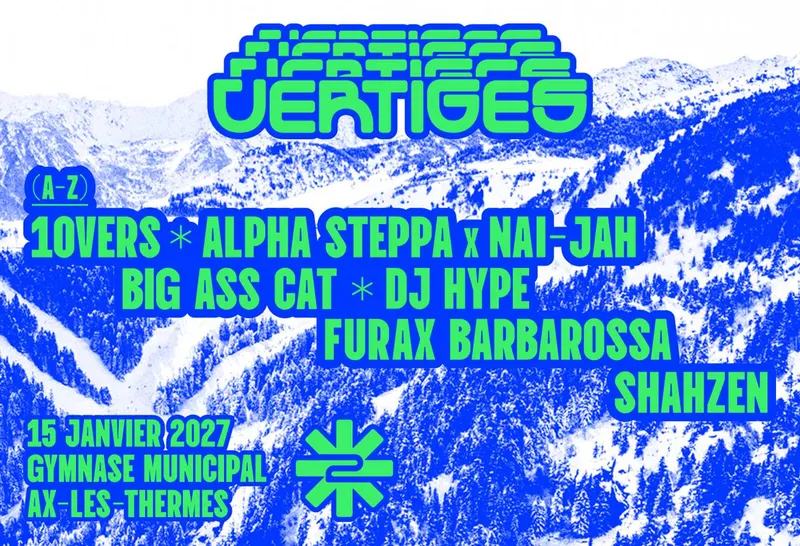 VERTIGES
(A-Z)
10VERS * ALPHA STEPPA x NAI-JAH
BIG ASS CAT * DJ HYPE
FURAX BARBAROSSA
SHAHZEN
15 JANVIER 2027
GYMNASE MUNICIPAL
AX-LES-THERMES